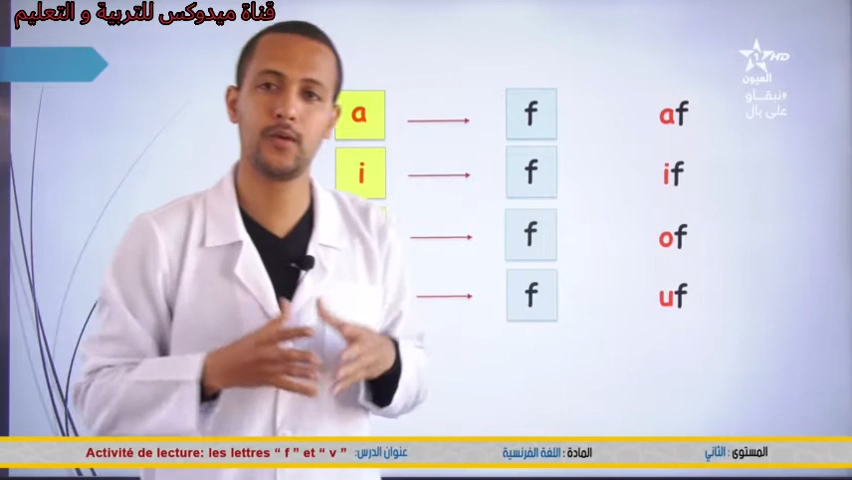 قناة ميدوكس للتربية و التعليم
HD
العيون
#نبقاو
على بال
a f af
i f if
f of
f uf
المستوى : الثاني
المادة : اللغة الفرنسية
عنوان الدرس: Activité de lecture: les lettres “ f ” et “ v ”